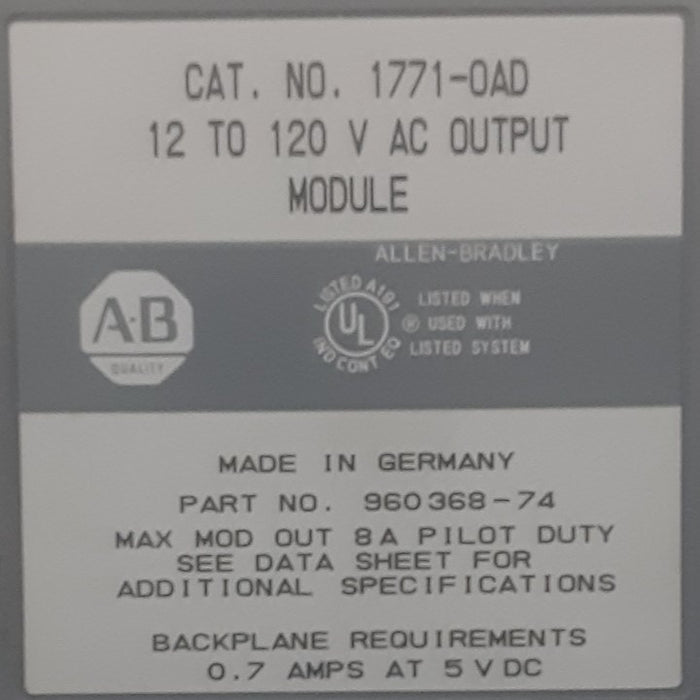 CAT. NO. 1771-OAD
12 TO 120 V AC OUTPUT
MODULE
ALLEN-BRADLEY
A·B
QUALITY
LISTED A191
UL
IND CONT EQ
®
LISTED WHEN
USED WITH
LISTED SYSTEM
MADE IN GERMANY
PART NO. 960368-74
MAX MOD OUT 8A PILOT DUTY
SEE DATA SHEET FOR
ADDITIONAL SPECIFICATIONS
BACKPLANE REQUIREMENTS
0.7 AMPS AT 5 V DC